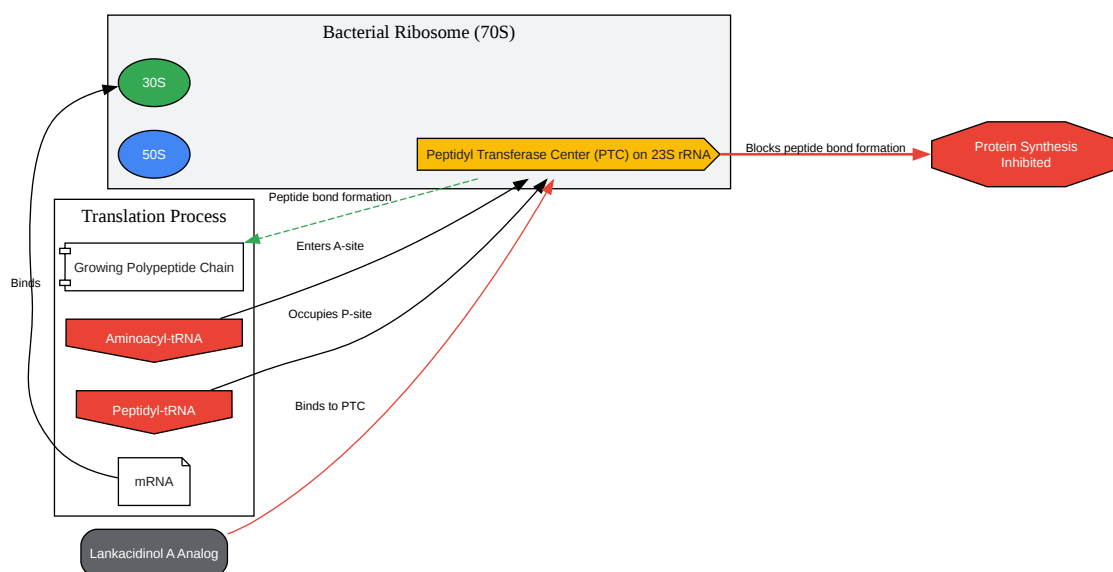 Bacterial Ribosome (70S)
30S
50S
Peptidyl Transferase Center (PTC) on 23S rRNA
Blocks peptide bond formation
Protein Synthesis
Inhibited
Peptide bond formation
Translation Process
Growing Polypeptide Chain
Enters A-site
Binds
Occupies P-site
Aminoacyl-tRNA
Binds to PTC
Peptidyl-tRNA
mRNA
Lankacidinol A Analog